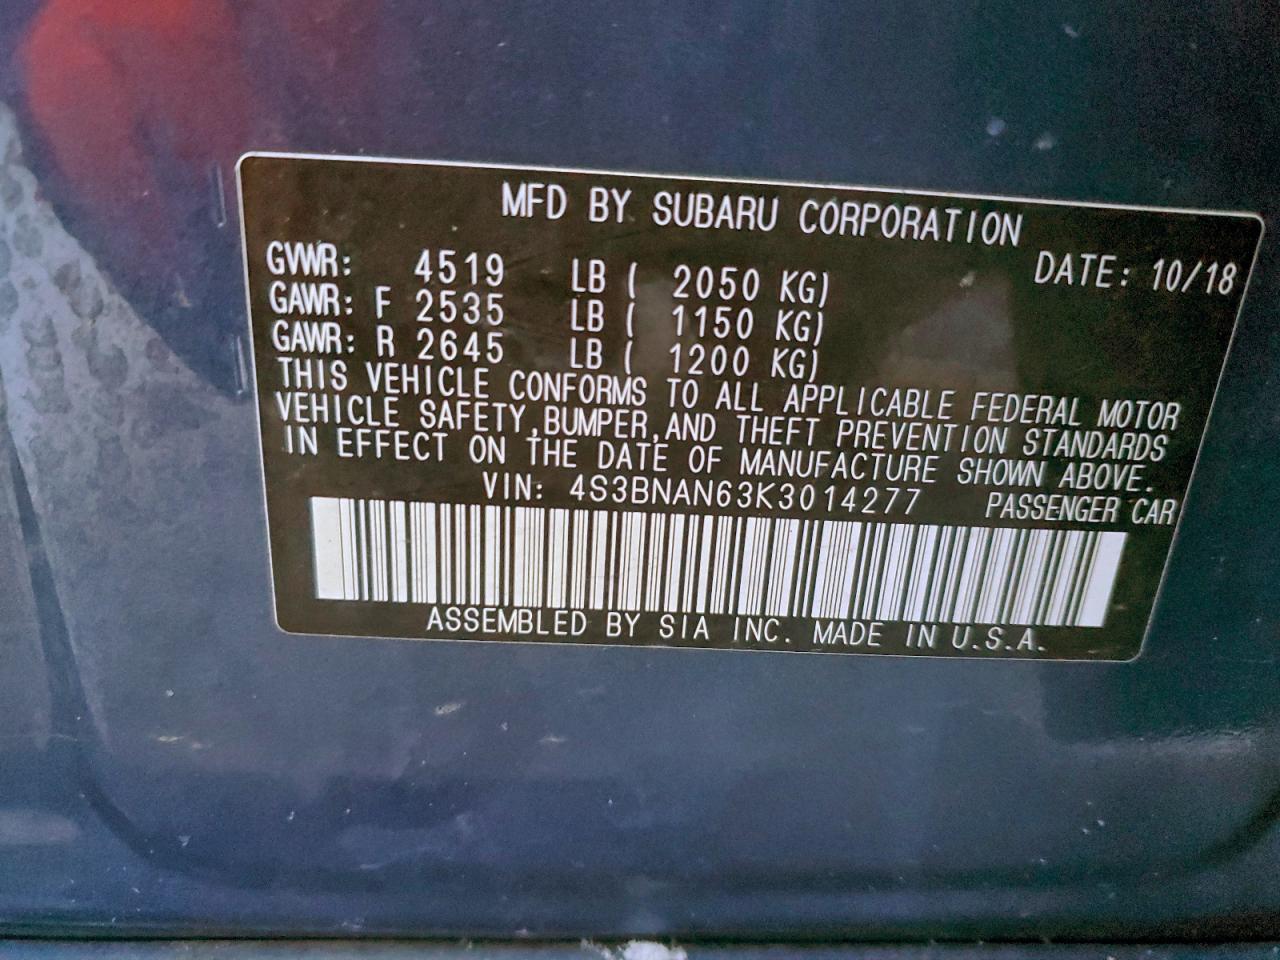 MFD BY SUBARU CORPORATION
DATE: 10/18
GVWR: 4519 LB ( 2050 KG)
GAWR: F 2535 LB ( 1150 KG)
GAWR: R 2645 LB ( 1200 KG)
THIS VEHICLE CONFORMS TO ALL APPLICABLE FEDERAL MOTOR
VEHICLE SAFETY,BUMPER,AND THEFT PREVENTION STANDARDS
IN EFFECT ON THE DATE OF MANUFACTURE SHOWN ABOVE.
VIN: 4S3BNAN63K3014277 PASSENGER CAR
ASSEMBLED BY SIA INC. MADE IN U.S.A.